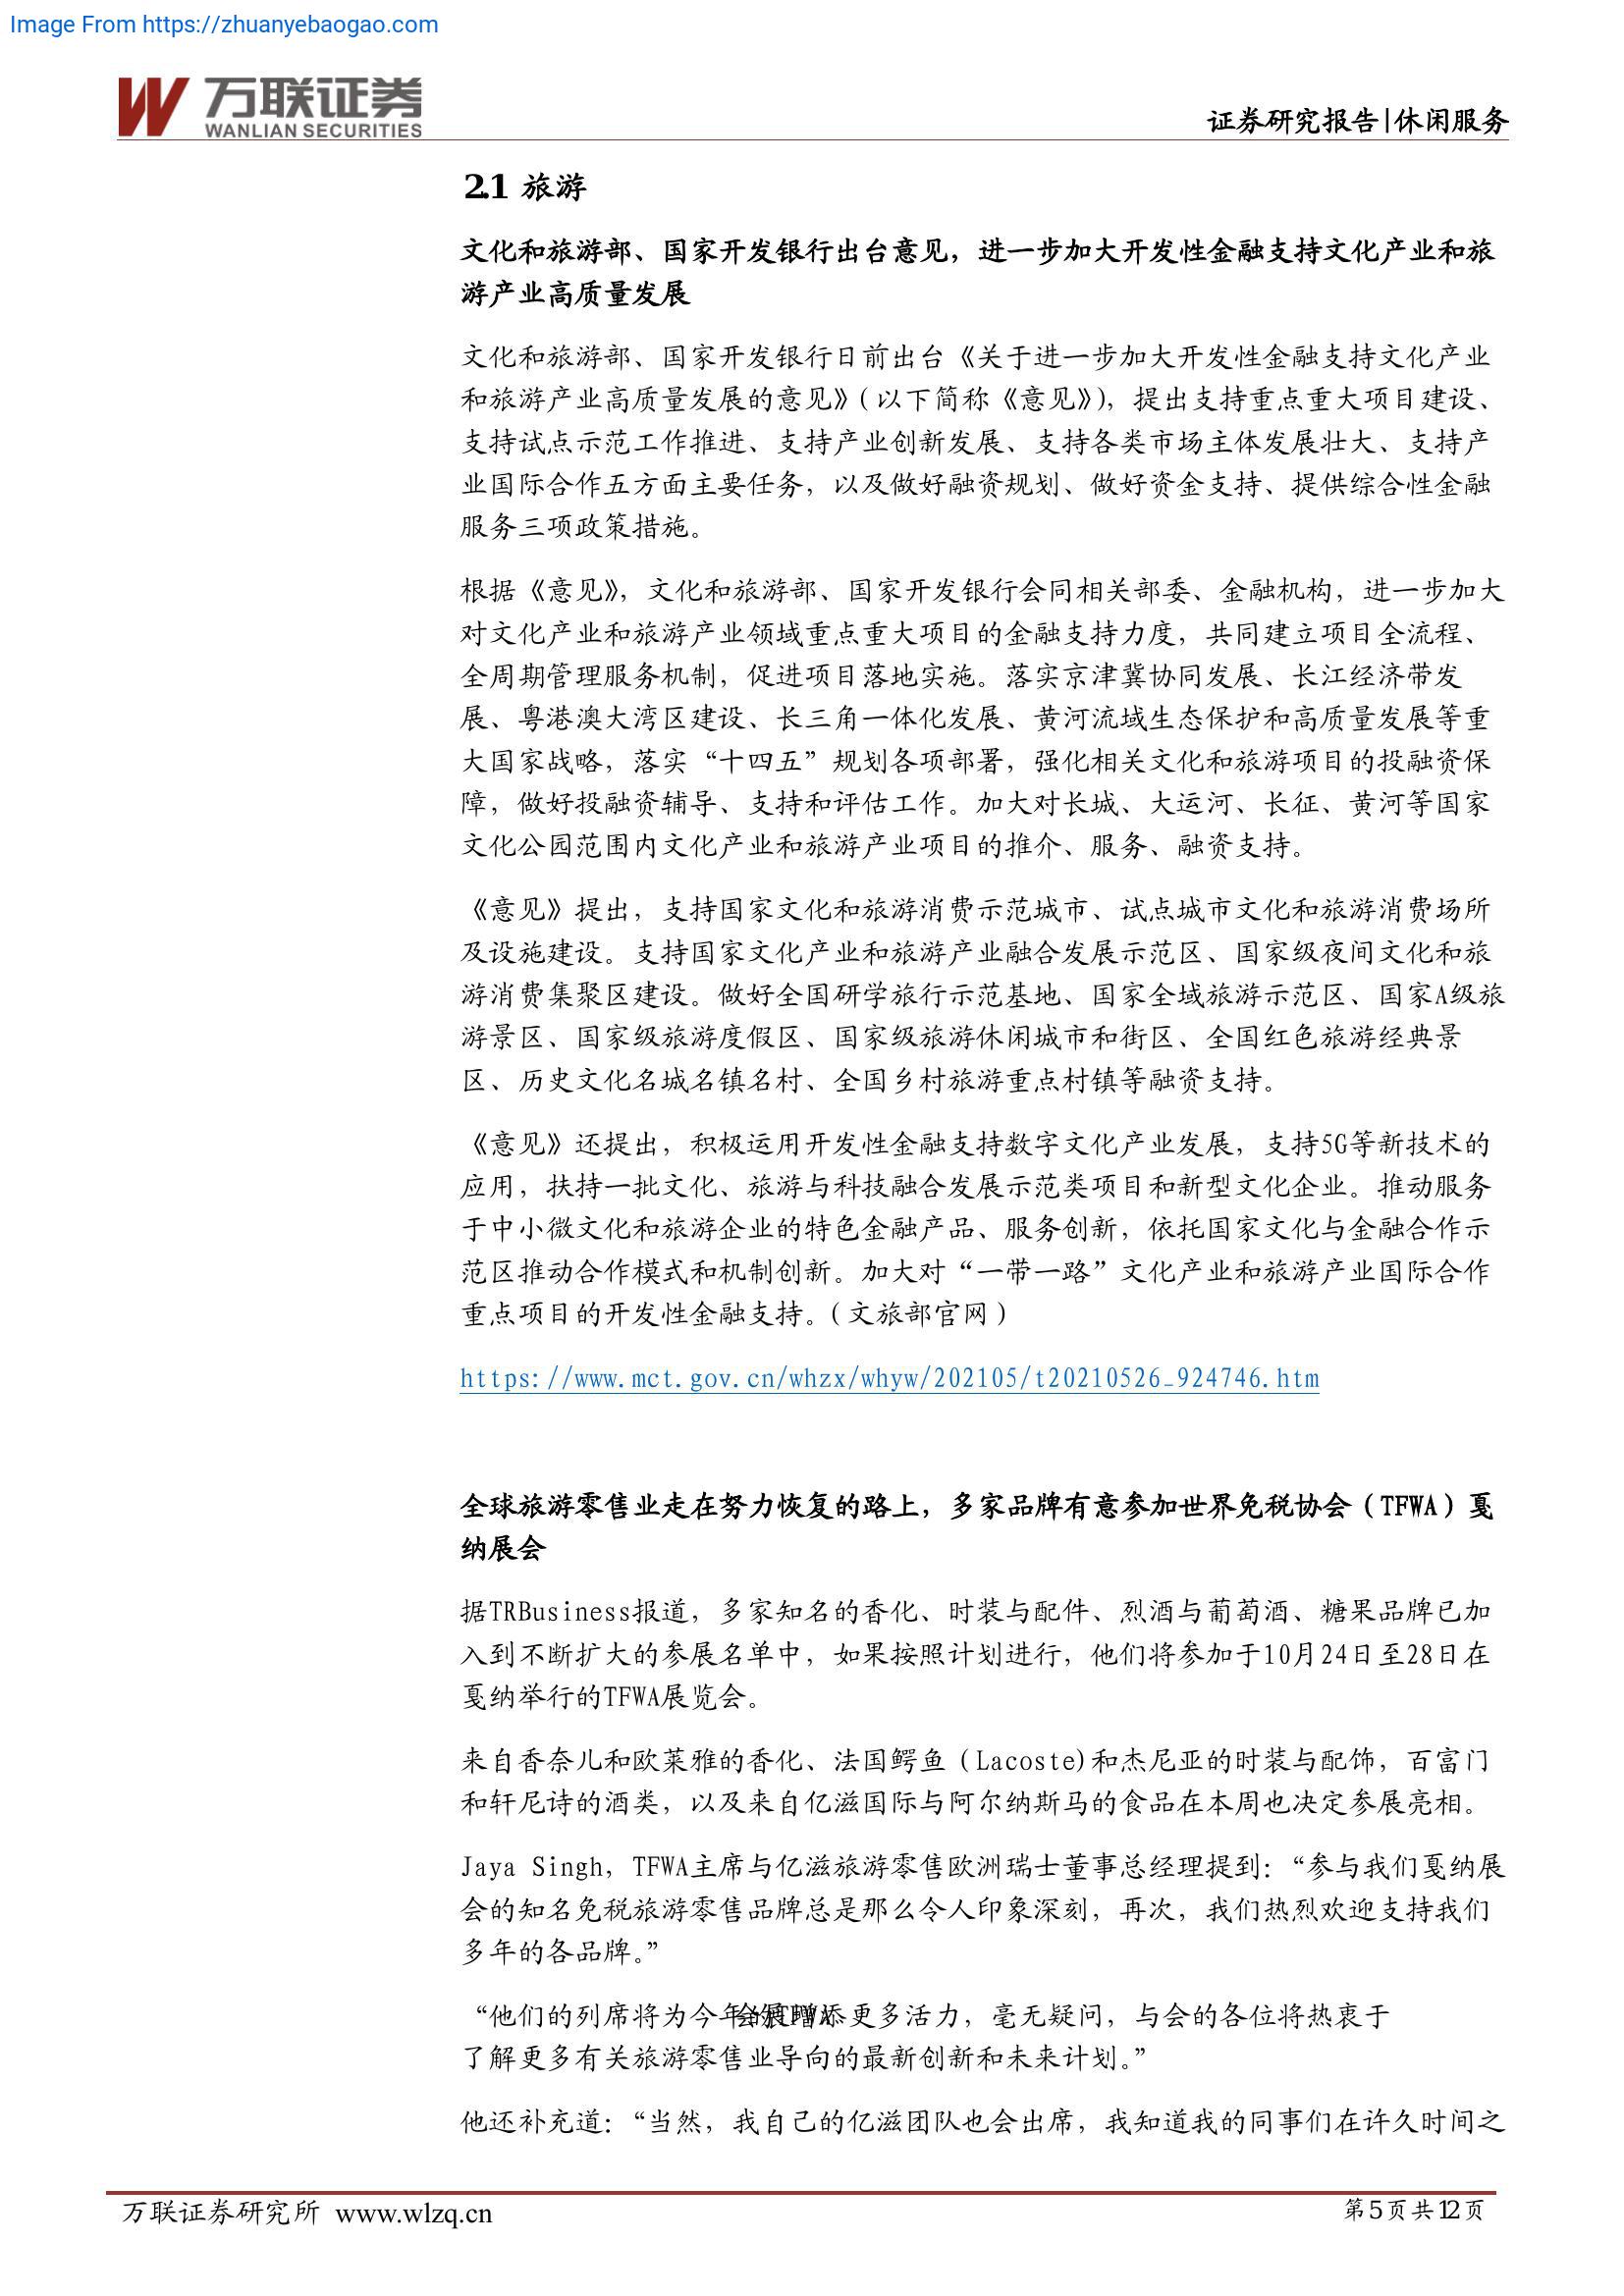 Image From https://zhuanyebaogao.com
万联证券
WANLIAN SECURITIES
证券研究报告|休闲服务
2.1 旅游
文化和旅游部、国家开发银行出台意见，进一步加大开发性金融支持文化产业和旅
游产业高质量发展
文化和旅游部、国家开发银行日前出台《关于进一步加大开发性金融支持文化产业
和旅游产业高质量发展的意见》(以下简称《意见》)，提出支持重点重大项目建设、
支持试点示范工作推进、支持产业创新发展、支持各类市场主体发展壮大、支持产
业国际合作五方面主要任务，以及做好融资规划、做好资金支持、提供综合性金融
服务三项政策措施。
根据《意见》，文化和旅游部、国家开发银行会同相关部委、金融机构，进一步加大
对文化产业和旅游产业领域重点重大项目的金融支持力度，共同建立项目全流程、
全周期管理服务机制，促进项目落地实施。落实京津冀协同发展、长江经济带发
展、粤港澳大湾区建设、长三角一体化发展、黄河流域生态保护和高质量发展等重
大国家战略，落实“十四五”规划各项部署，强化相关文化和旅游项目的投融资保
障，做好投融资辅导、支持和评估工作。加大对长城、大运河、长征、黄河等国家
文化公园范围内文化产业和旅游产业项目的推介、服务、融资支持。
《意见》提出，支持国家文化和旅游消费示范城市、试点城市文化和旅游消费场所
及设施建设。支持国家文化产业和旅游产业融合发展示范区、国家级夜间文化和旅
游消费集聚区建设。做好全国研学旅行示范基地、国家全域旅游示范区、国家A级旅
游景区、国家级旅游度假区、国家级旅游休闲城市和街区、全国红色旅游经典景
区、历史文化名城名镇名村、全国乡村旅游重点村镇等融资支持。
《意见》还提出，积极运用开发性金融支持数字文化产业发展，支持5G等新技术的
应用，扶持一批文化、旅游与科技融合发展示范类项目和新型文化企业。推动服务
于中小微文化和旅游企业的特色金融产品、服务创新，依托国家文化与金融合作示
范区推动合作模式和机制创新。加大对“一带一路”文化产业和旅游产业国际合作
重点项目的开发性金融支持。(文旅部官网)
https://www.mct.gov.cn/whzx/whyw/202105/t20210526_924746.htm
全球旅游零售业走在努力恢复的路上，多家品牌有意参加世界免税协会（TFWA）戛
纳展会
据TRBusiness报道，多家知名的香化、时装与配件、烈酒与葡萄酒、糖果品牌已加
入到不断扩大的参展名单中，如果按照计划进行，他们将参加于10月24日至28日在
戛纳举行的TFWA展览会。
来自香奈儿和欧莱雅的香化、法国鳄鱼（Lacoste)和杰尼亚的时装与配饰，百富门
和轩尼诗的酒类，以及来自亿滋国际与阿尔纳斯马的食品在本周也决定参展亮相。
Jaya Singh，TFWA主席与亿滋旅游零售欧洲瑞士董事总经理提到：“参与我们戛纳展
会的知名免税旅游零售品牌总是那么令人印象深刻，再次，我们热烈欢迎支持我们
多年的各品牌。”
“他们的列席将为今年的TFWA展会增添更多活力，毫无疑问，与会的各位将热衷于
了解更多有关旅游零售业导向的最新创新和未来计划。”
他还补充道：“当然，我自己的亿滋团队也会出席，我知道我的同事们在许久时间之
万联证券研究所 www.wlzq.cn
第5页共12页